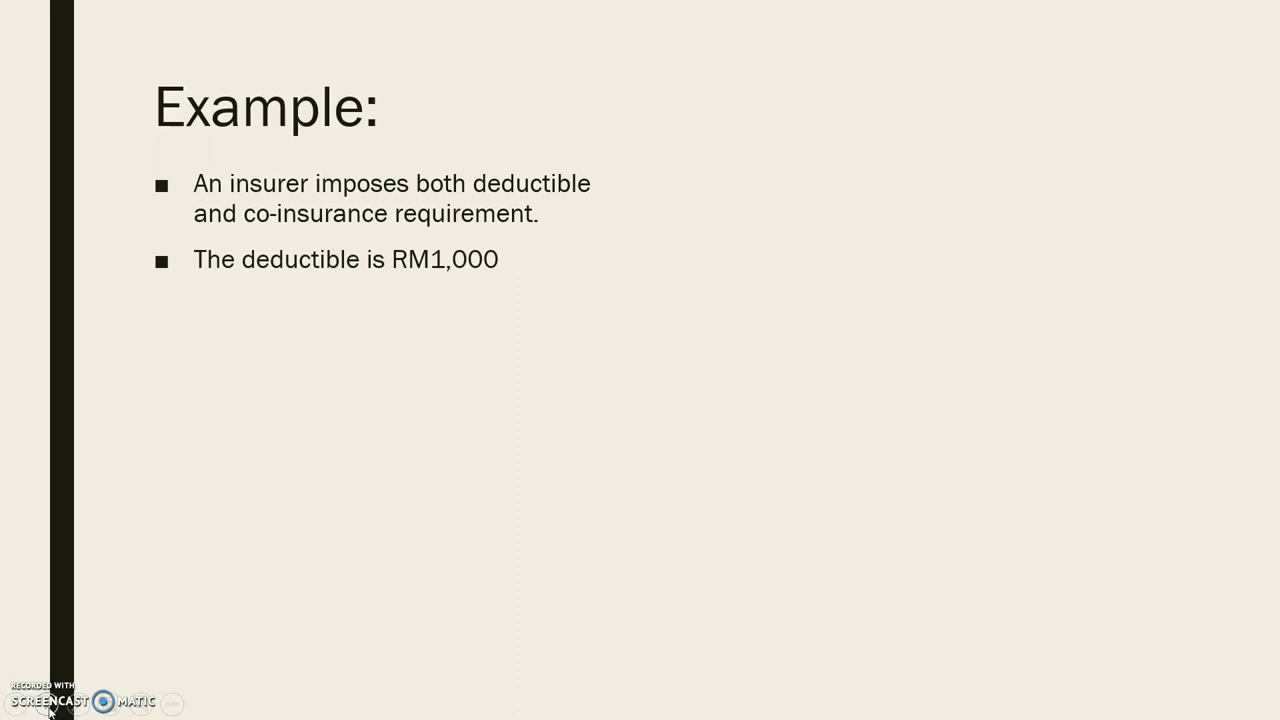 Example:
An insurer imposes both deductible
and co-insurance requirement.
The deductible is RM1,000
RECORDED WITH
SCREENCAST MATIC